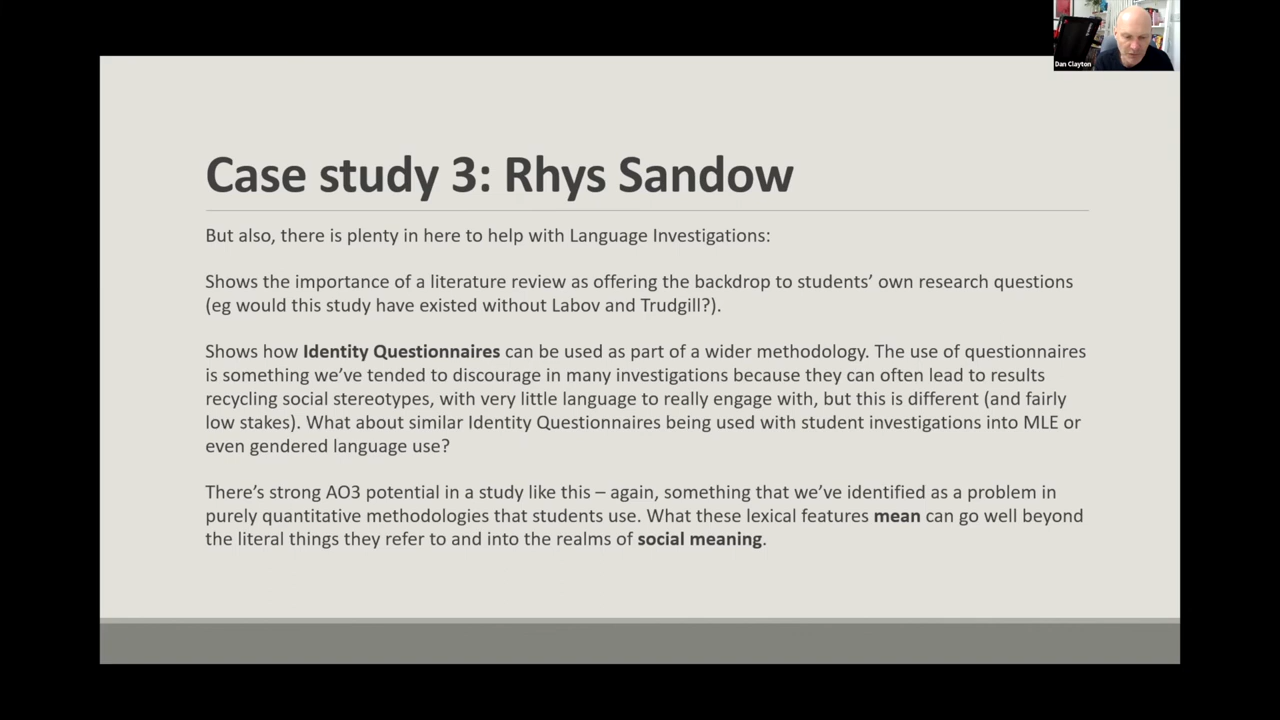 Dan Clayton
Case study 3: Rhys Sandow
But also, there is plenty in here to help with Language Investigations:
Shows the importance of a literature review as offering the backdrop to students’ own research questions
(eg would this study have existed without Labov and Trudgill?).
Shows how Identity Questionnaires can be used as part of a wider methodology. The use of questionnaires
is something we’ve tended to discourage in many investigations because they can often lead to results
recycling social stereotypes, with very little language to really engage with, but this is different (and fairly
low stakes). What about similar Identity Questionnaires being used with student investigations into MLE or
even gendered language use?
There’s strong AO3 potential in a study like this – again, something that we’ve identified as a problem in
purely quantitative methodologies that students use. What these lexical features mean can go well beyond
the literal things they refer to and into the realms of social meaning.